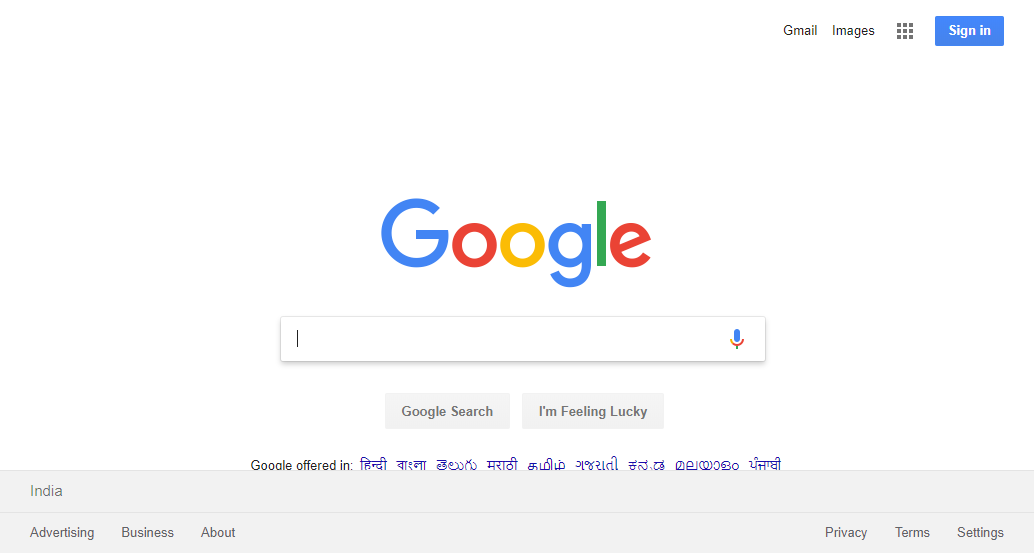 Gmail Images Sign in
Google
Google Search I'm Feeling Lucky
Google offered in: हिन्दी বাংলা తెలుగు मराठी தமிழ் ગુજરાતી ಕನ್ನಡ മലയാളം ਪੰਜਾਬੀ
India
Advertising Business About Privacy Terms Settings